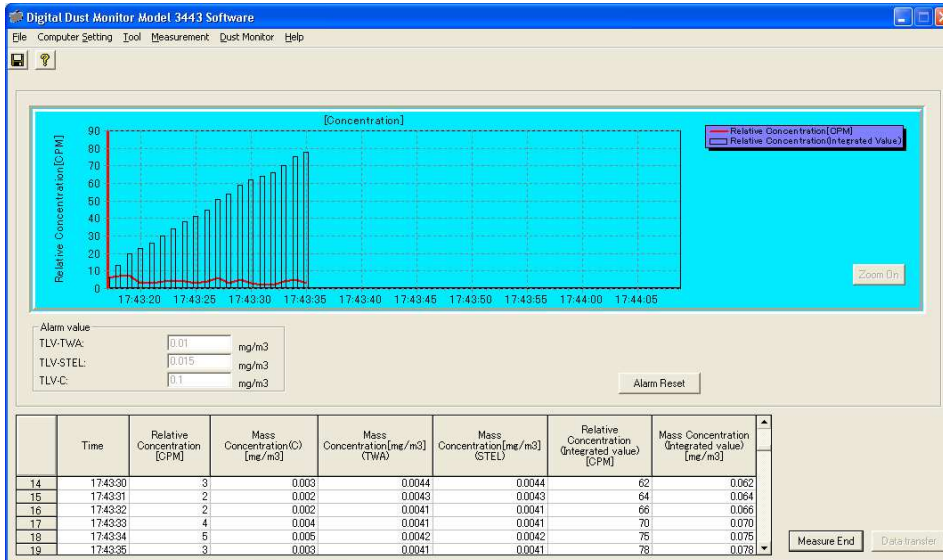 Digital Dust Monitor Model 3443 Software
File Computer Setting Tool Measurement Dust Monitor Help
[Concentration]
Relative Concentration[CPM]
Relative Concentration[CPM]
Relative Concentration(Integrated Value)
90
80
70
60
50
40
30
20
10
0
Zoom On
17:43:20 17:43:25 17:43:30 17:43:35 17:43:40 17:43:45 17:43:50 17:43:55 17:44:00 17:44:05
Alarm value
TLV-TWA: 0.01 mg/m3
TLV-STEL: 0.015 mg/m3
TLV-C: 0.1 mg/m3
Alarm Reset
Time
Relative
Concentration
[CPM]
Mass
Concentration(C)
[mg/m3]
Mass
Concentration[mg/m3]
(TWA)
Mass
Concentration[mg/m3]
(STEL)
Relative
Concentration
(Integrated value)
[CPM]
Mass Concentration
(Integrated value)
[mg/m3]
14 17:43:30 3 0.003 0.0044 0.0044 62 0.062
15 17:43:31 2 0.002 0.0043 0.0043 64 0.064
16 17:43:32 2 0.002 0.0041 0.0041 66 0.066
17 17:43:33 4 0.004 0.0041 0.0041 70 0.070
18 17:43:34 5 0.005 0.0042 0.0042 75 0.075
19 17:43:35 3 0.003 0.0041 0.0041 78 0.078
Measure End
Data transfer